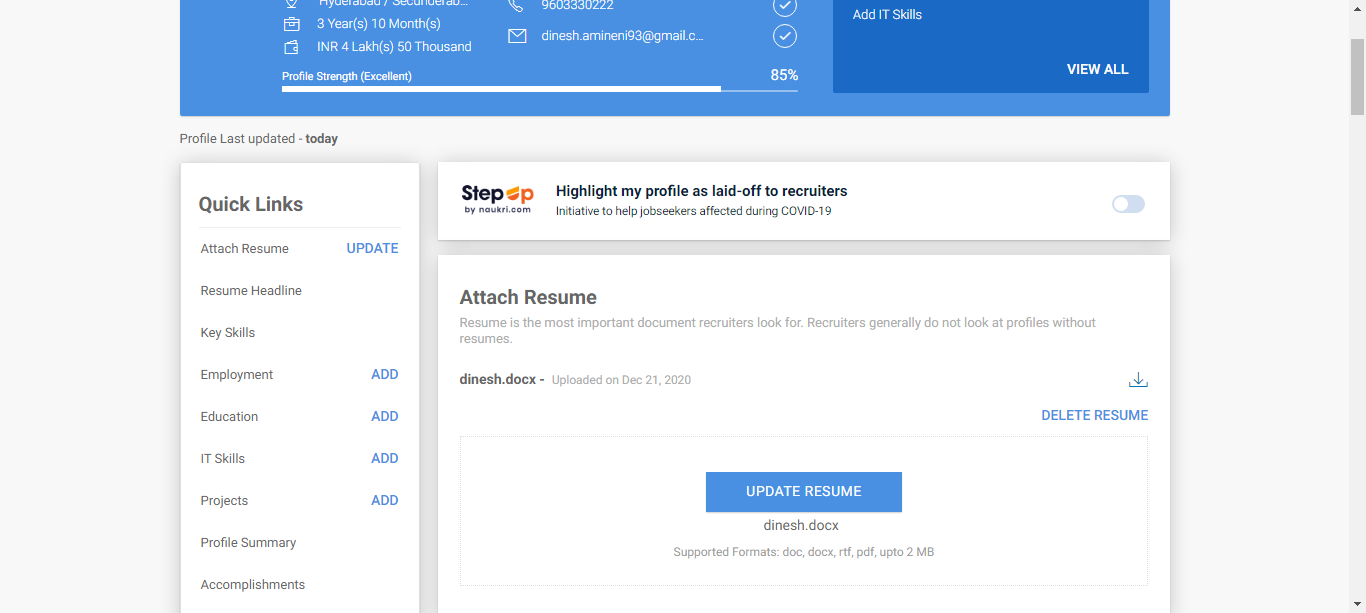 Hyderabad / Secunderab...
9603330222
Add IT Skills
3 Year(s) 10 Month(s)
dinesh.amineni93@gmail.c...
INR 4 Lakh(s) 50 Thousand
VIEW ALL
Profile Strength (Excellent)
85%
Profile Last updated - today
Quick Links
Attach Resume UPDATE
Resume Headline
Key Skills
Employment ADD
Education ADD
IT Skills ADD
Projects ADD
Profile Summary
Accomplishments
StepUp
by naukri.com
Highlight my profile as laid-off to recruiters
Initiative to help jobseekers affected during COVID-19
Attach Resume
Resume is the most important document recruiters look for. Recruiters generally do not look at profiles without
resumes.
dinesh.docx - Uploaded on Dec 21, 2020
DELETE RESUME
UPDATE RESUME
dinesh.docx
Supported Formats: doc, docx, rtf, pdf, upto 2 MB